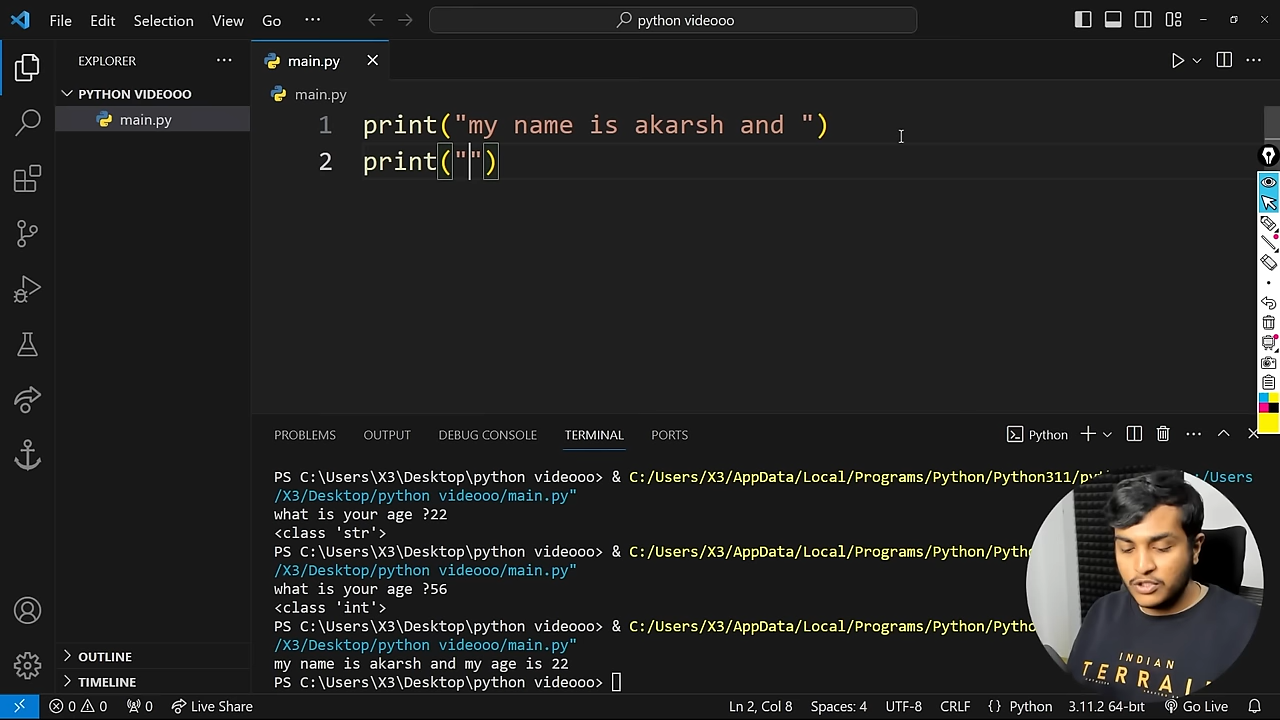 File Edit Selection View Go ··· python videooo
EXPLORER ···
PYTHON VIDEOOO
main.py
main.py
main.py
1 print("my name is akarsh and ")
2 print("")
PROBLEMS OUTPUT DEBUG CONSOLE TERMINAL PORTS
Python
PS C:\Users\X3\Desktop\python videooo> & C:/Users/X3/AppData/Local/Programs/Python/Python311/pyt :/Users
/X3/Desktop/python videooo/main.py"
what is your age ?22
<class 'str'>
PS C:\Users\X3\Desktop\python videooo> & C:/Users/X3/AppData/Local/Programs/Python/Pyth
/X3/Desktop/python videooo/main.py"
what is your age ?56
<class 'int'>
PS C:\Users\X3\Desktop\python videooo> & C:/Users/X3/AppData/Local/Programs/Python/Pyth
/X3/Desktop/python videooo/main.py"
my name is akarsh and my age is 22
PS C:\Users\X3\Desktop\python videooo>
INDIAN
TERRAI
OUTLINE
TIMELINE
0 0 0 Live Share Ln 2, Col 8 Spaces: 4 UTF-8 CRLF {} Python 3.11.2 64-bit Go Live